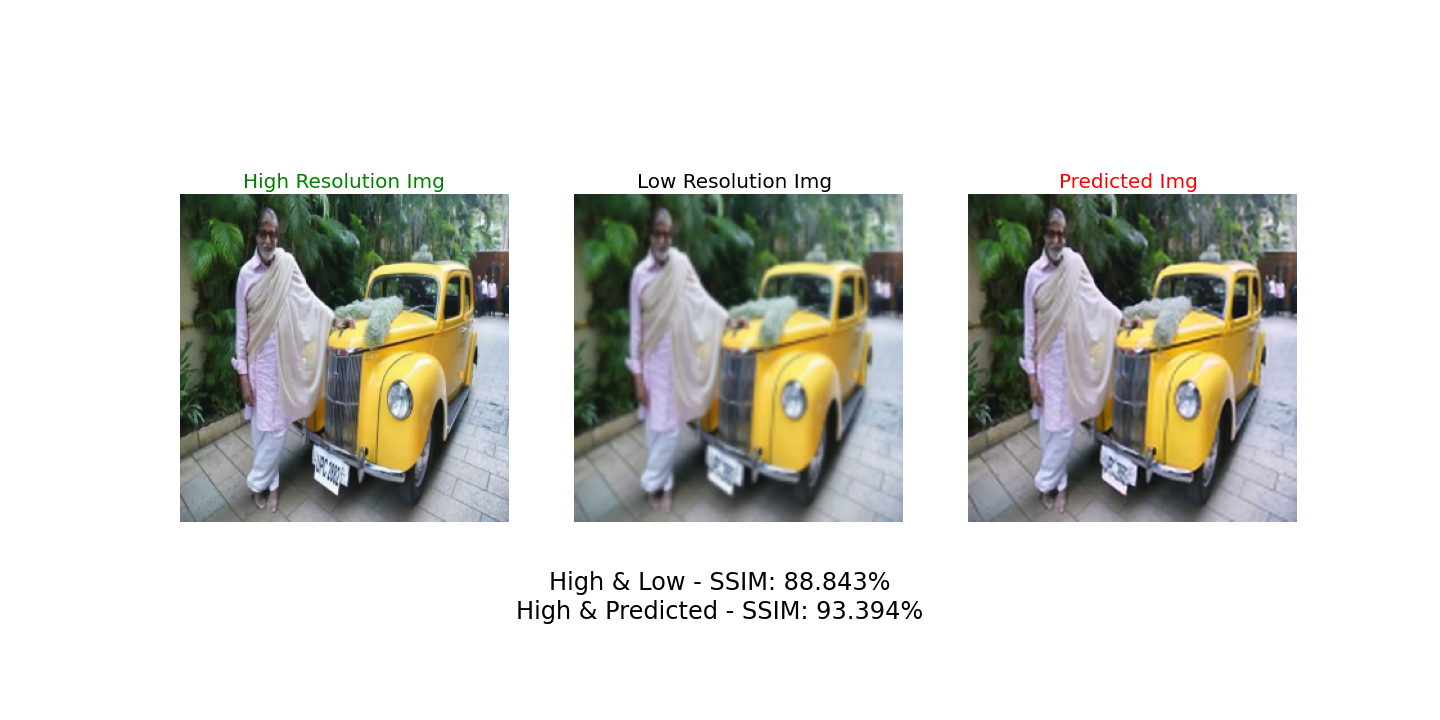 High Resolution Img
Low Resolution Img
Predicted Img
High & Low - SSIM: 88.843%
High & Predicted - SSIM: 93.394%